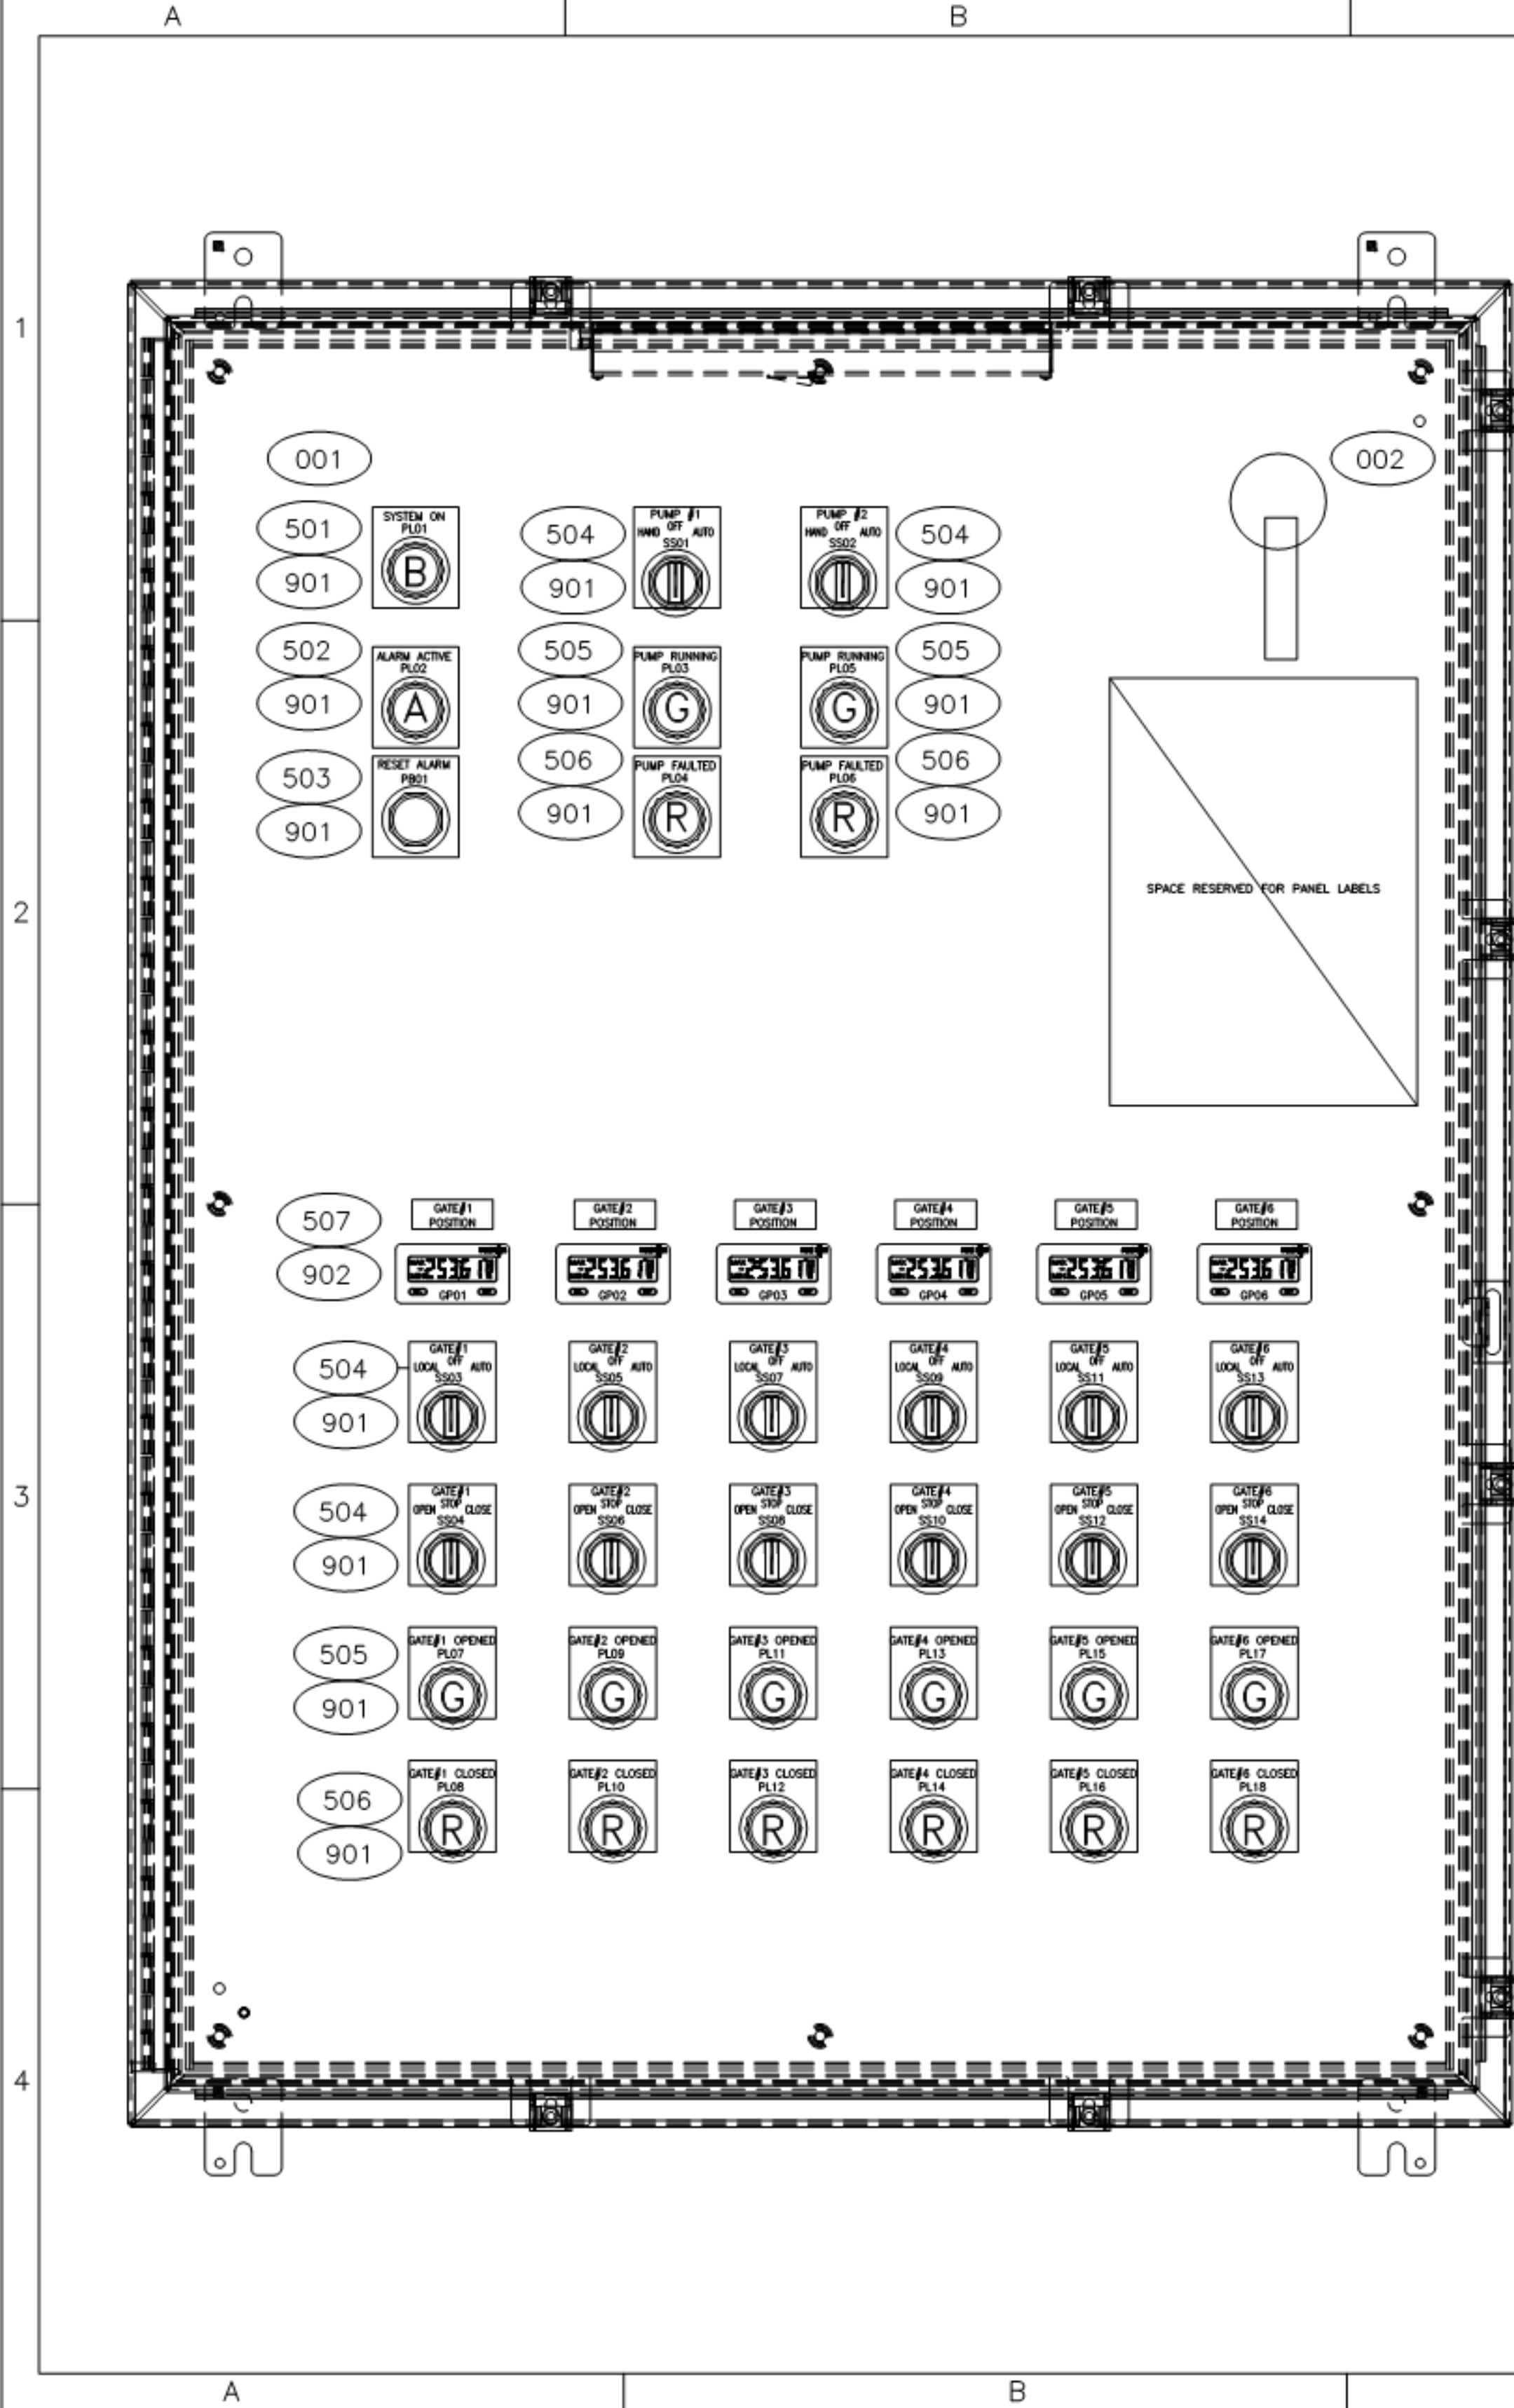 A B
1
001 002
501 SYSTEM ON
PL01
B
901
504 PUMP #1
OFF
HAND AUTO
SS01
901
PUMP #2
OFF
HAND AUTO
SS02
504
901
502 ALARM ACTIVE
PL02
A
901
505 PUMP RUNNING
PL03
G
901
PUMP RUNNING
PL05
G
505
901
503 RESET ALARM
PB01
901
506 PUMP FAULTED
PL04
R
901
PUMP FAULTED
PL06
R
506
901
SPACE RESERVED FOR PANEL LABELS
2
507
902
GATE#1
POSITION
GATE#2
POSITION
GATE#3
POSITION
GATE#4
POSITION
GATE#5
POSITION
GATE#6
POSITION
GP01 GP02 GP03 GP04 GP05 GP06
504
901
GATE#1
OFF
LOCAL AUTO
SS03
GATE#2
OFF
LOCAL AUTO
SS05
GATE#3
OFF
LOCAL AUTO
SS07
GATE#4
OFF
LOCAL AUTO
SS09
GATE#5
OFF
LOCAL AUTO
SS11
GATE#6
OFF
LOCAL AUTO
SS13
3
504
901
GATE#1
STOP
OPEN CLOSE
SS04
GATE#2
STOP
OPEN CLOSE
SS06
GATE#3
STOP
OPEN CLOSE
SS08
GATE#4
STOP
OPEN CLOSE
SS10
GATE#5
STOP
OPEN CLOSE
SS12
GATE#6
STOP
OPEN CLOSE
SS14
505
901
GATE#1 OPENED
PL07
G
GATE#2 OPENED
PL09
G
GATE#3 OPENED
PL11
G
GATE#4 OPENED
PL13
G
GATE#5 OPENED
PL15
G
GATE#6 OPENED
PL17
G
506
901
GATE#1 CLOSED
PL08
R
GATE#2 CLOSED
PL10
R
GATE#3 CLOSED
PL12
R
GATE#4 CLOSED
PL14
R
GATE#5 CLOSED
PL16
R
GATE#6 CLOSED
PL18
R
4
A B